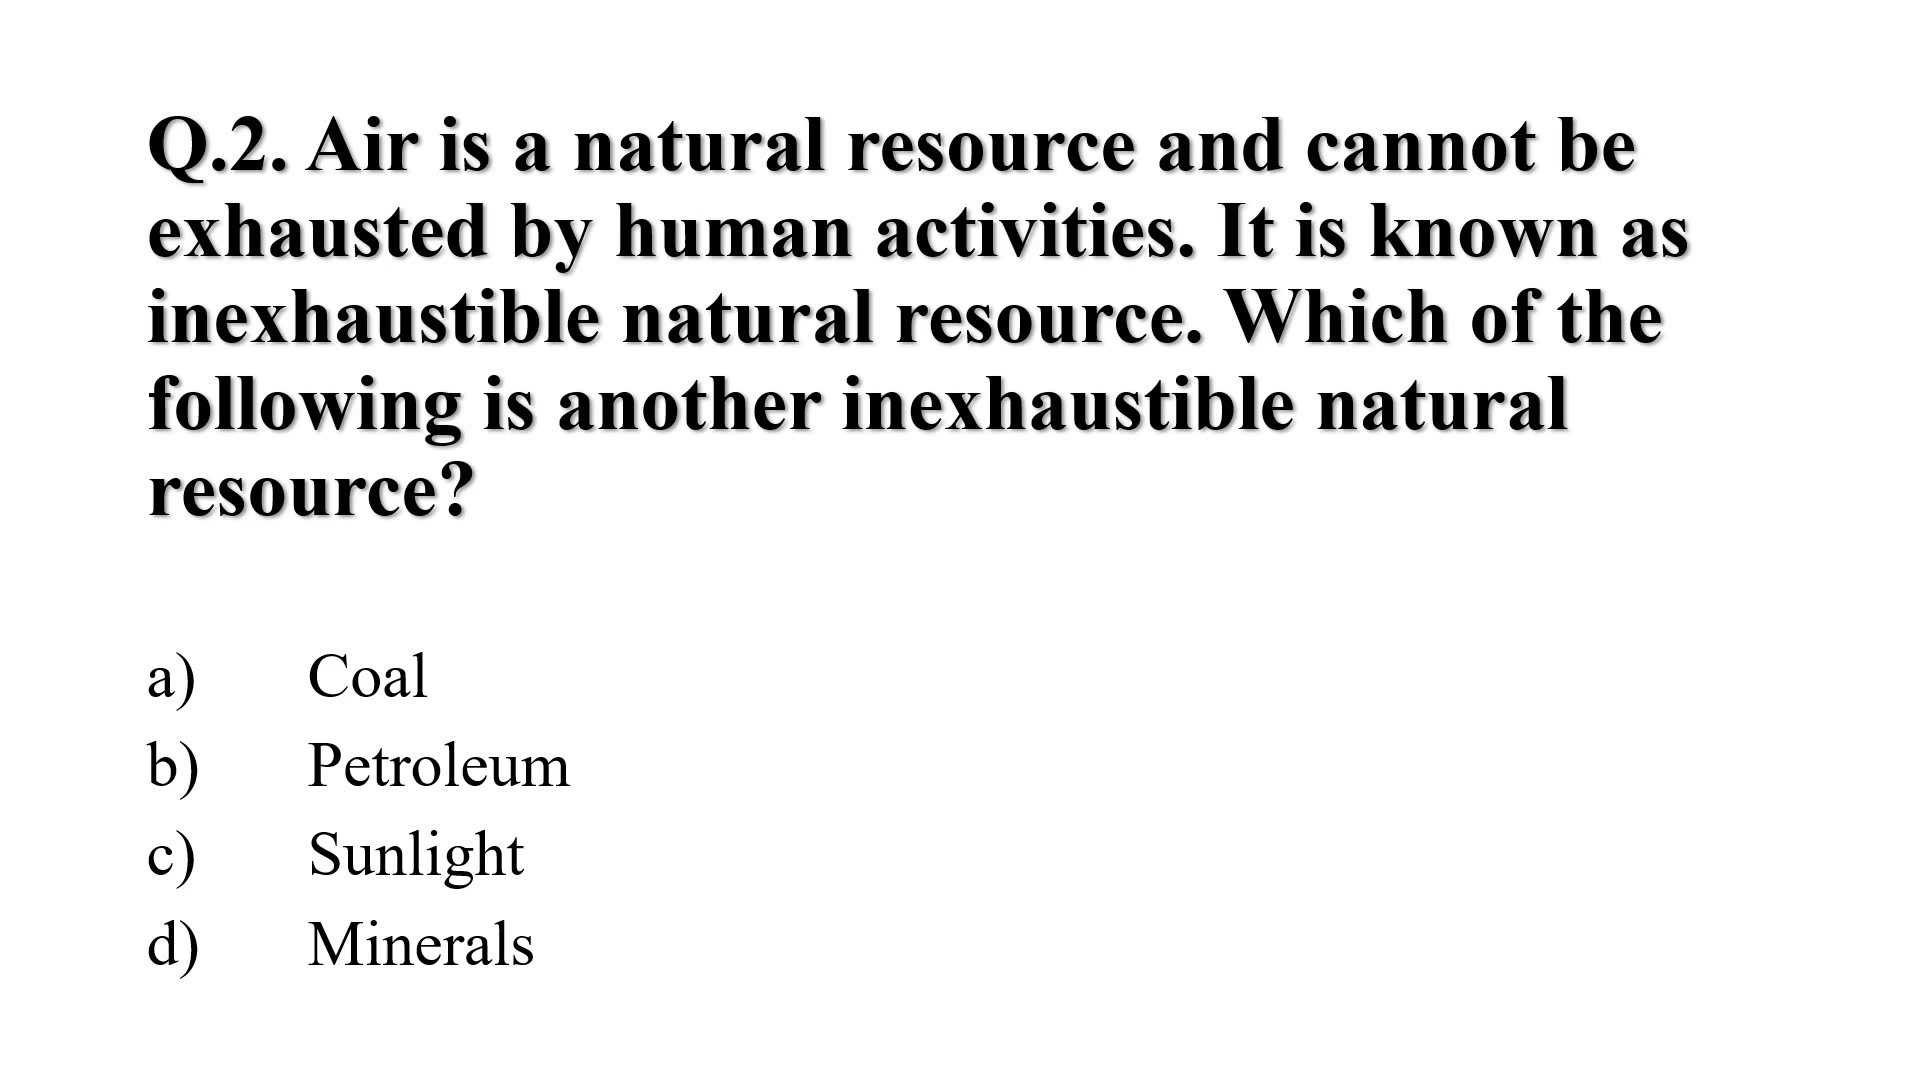 Q.2. Air is a natural resource and cannot be
exhausted by human activities. It is known as
inexhaustible natural resource. Which of the
following is another inexhaustible natural
resource?
a) Coal
b) Petroleum
c) Sunlight
d) Minerals